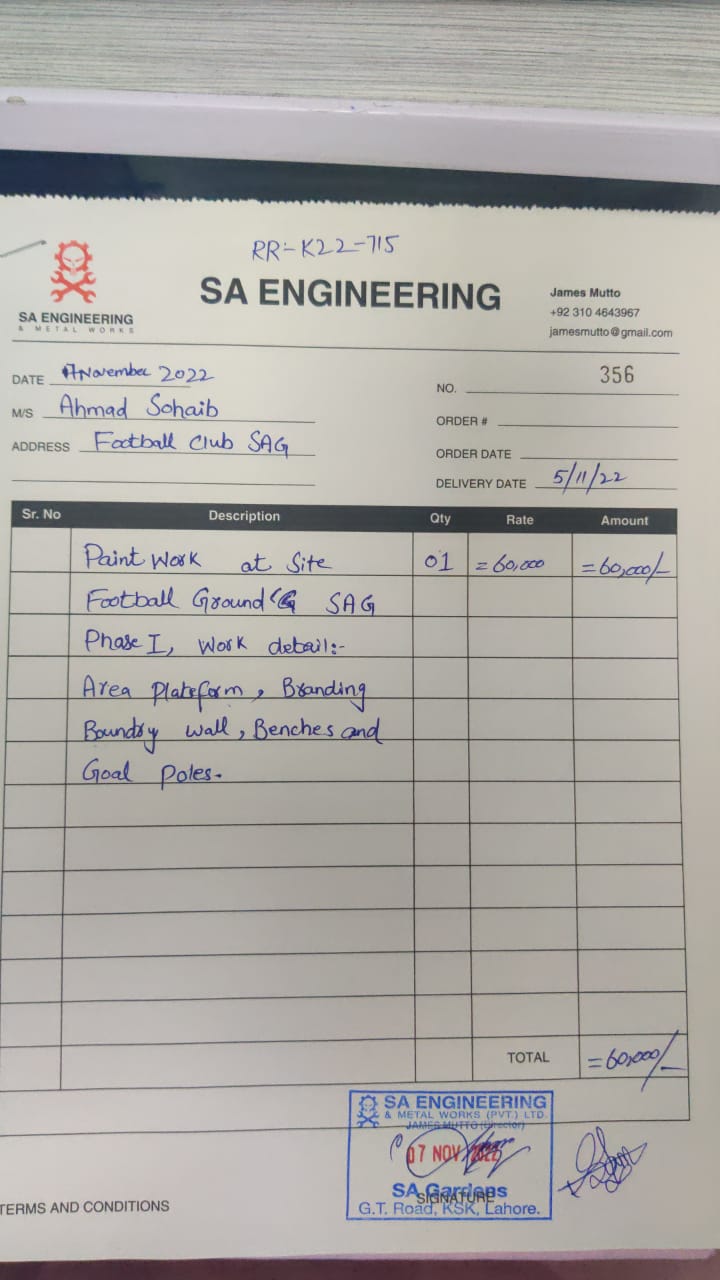 RR:- K22-715
SA ENGINEERING
& METAL WORKS
SA ENGINEERING
James Mutto
+92 310 4643967
jamesmutto@gmail.com
DATE November 2022
M/S Ahmad Sohaib
ADDRESS Football Club SAG
NO. 356
ORDER #
ORDER DATE
DELIVERY DATE 5/11/22
Sr. No Description Qty Rate Amount
Paint Work at Site 01 =60,000 =60,000/-
Football Ground SAG
Phase I, Work detail:-
Area Plateform, Branding
Boundry wall, Benches and
Goal Poles.
TOTAL =60,000/-
SA ENGINEERING
& METAL WORKS (PVT.) LTD.
JAMES MUTTO (Director)
07 NOV 2022
SA Gardens
SIGNATURE
G.T. Road, KSK, Lahore.
TERMS AND CONDITIONS